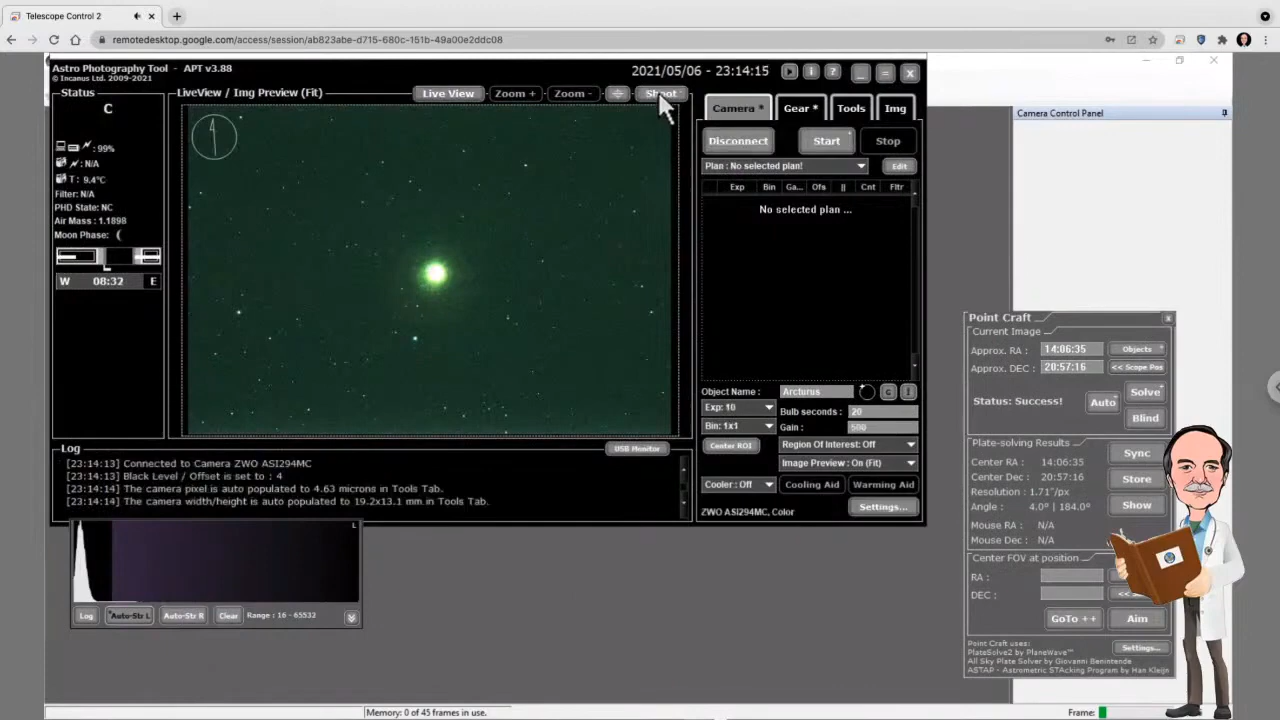 Telescope Control 2
remotedesktop.google.com/access/session/ab823abe-d715-680c-151b-49a00e2ddc08
Astro Photography Tool - APT v3.88
© Incanus Ltd. 2009-2021
2021/05/06 - 23:14:15
Status
C
: 99%
: N/A
T : 9.4°C
Filter: N/A
PHD State: NC
Air Mass : 1.1898
Moon Phase:
W 08:32 E
LiveView / Img Preview (Fit)
Live View
Zoom +
Zoom -
Shoot
Camera *
Gear *
Tools
Img
Disconnect
Start
Stop
Plan : No selected plan!
Edit
Exp Bin Ga... Ofs || Cnt Fltr
No selected plan ...
Object Name : Arcturus
Exp: 10
Bulb seconds : 20
Bin: 1x1
Gain : 500
Center ROI
Region Of Interest: Off
Image Preview : On (Fit)
Cooler : Off
Cooling Aid
Warming Aid
ZWO ASI294MC, Color
Settings...
Log
USB Monitor
[23:14:13] Connected to Camera ZWO ASI294MC
[23:14:13] Black Level / Offset is set to : 4
[23:14:14] The camera pixel is auto populated to 4.63 microns in Tools Tab.
[23:14:14] The camera width/height is auto populated to 19.2x13.1 mm in Tools Tab.
L
Log
Auto-Str L
Auto-Str R
Clear
Range : 16 - 65532
Camera Control Panel
Point Craft
Current Image
Approx. RA : 14:06:35
Objects
Approx. DEC : 20:57:16
<< Scope Pos
Status: Success!
Auto
Solve
Blind
Plate-solving Results
Center RA : 14:06:35
Center Dec : 20:57:16
Resolution : 1.71"/px
Angle : 4.0° | 184.0°
Mouse RA : N/A
Mouse Dec : N/A
Sync
Store
Show
Center FOV at position
RA :
DEC :
GoTo ++
Aim
Point Craft uses:
PlateSolve2 by PlaneWave™
All Sky Plate Solver by Giovanni Benintende
ASTAP - Astrometric STAcking Program by Han Kleijn
Settings...
Memory: 0 of 45 frames in use.
Frame: